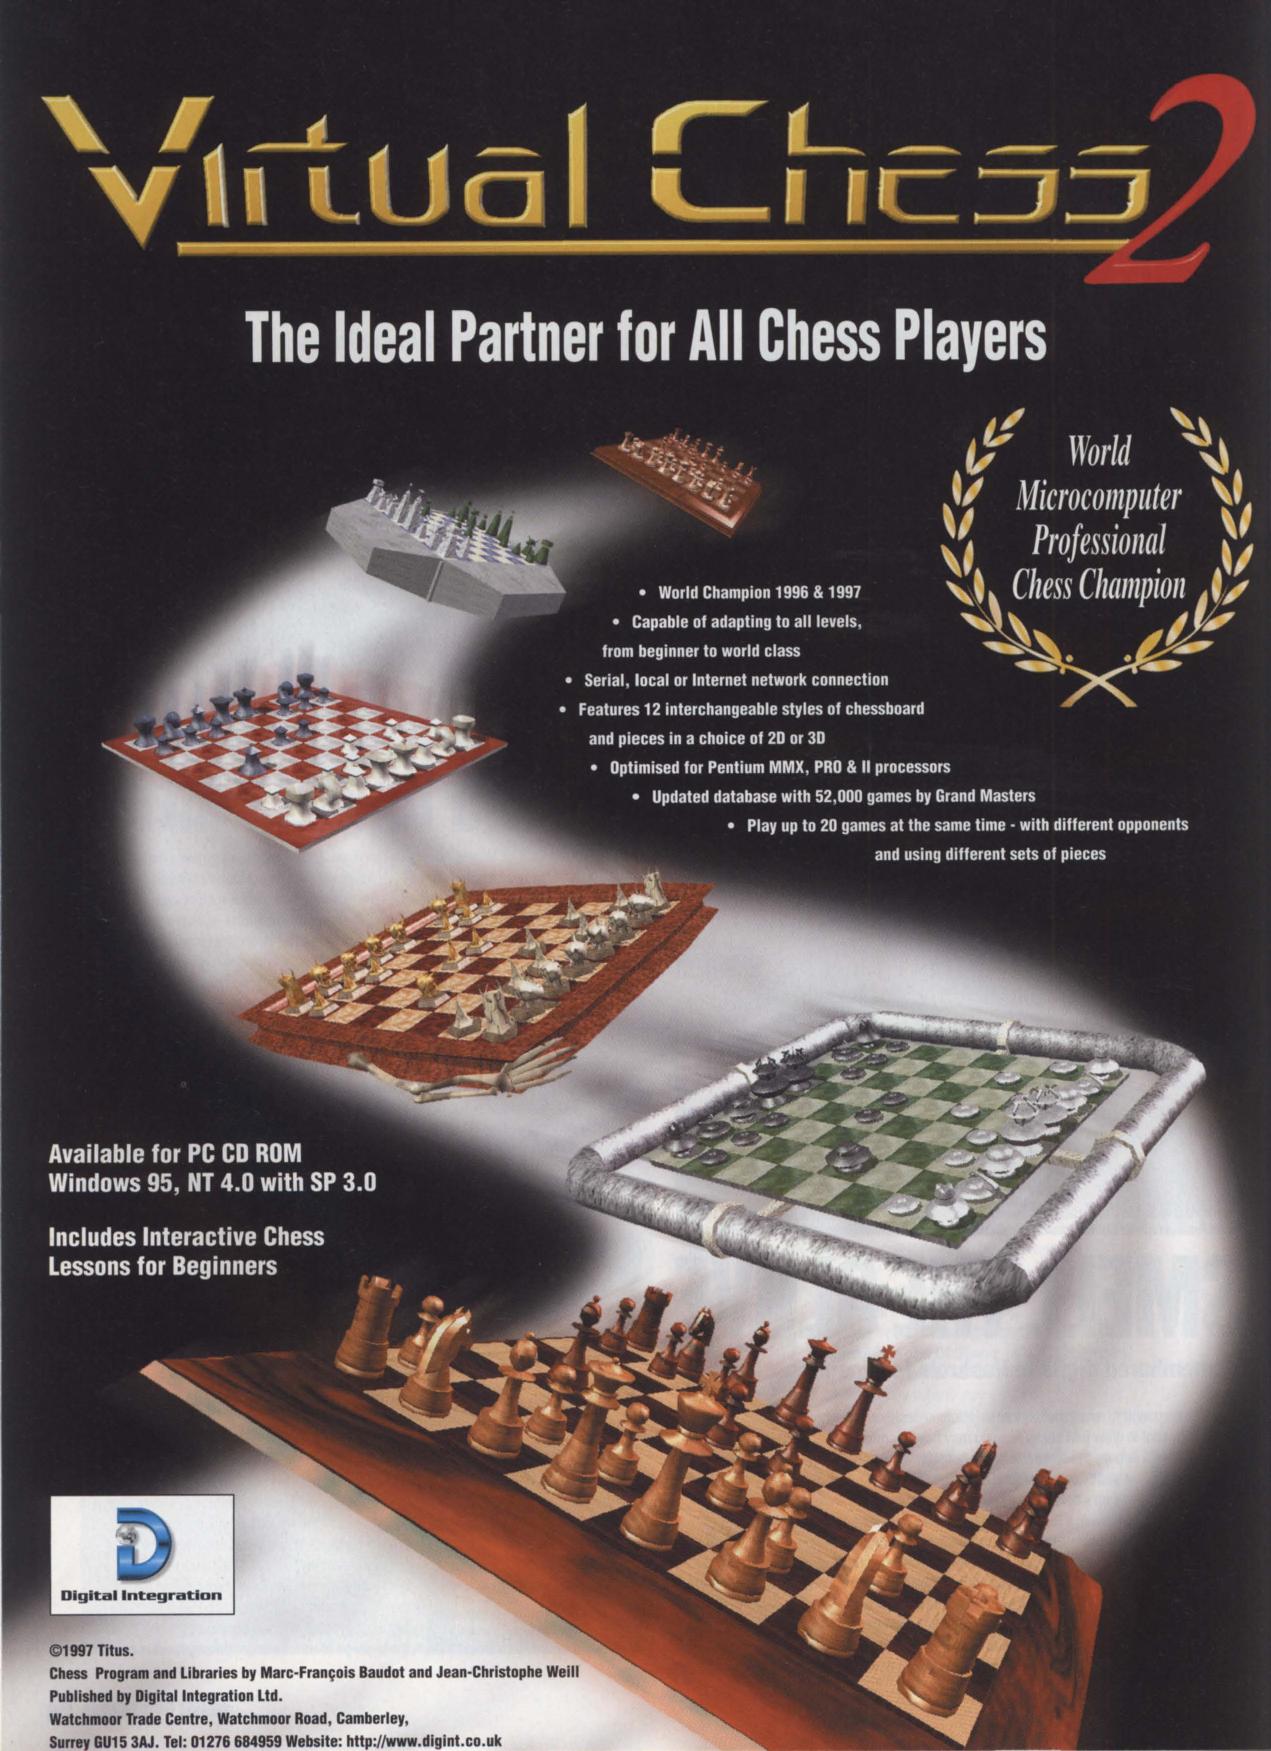 Virtual Chess 2
The Ideal Partner for All Chess Players
World
Microcomputer
Professional
Chess Champion
• World Champion 1996 & 1997
• Capable of adapting to all levels,
from beginner to world class
• Serial, local or Internet network connection
• Features 12 interchangeable styles of chessboard
and pieces in a choice of 2D or 3D
• Optimised for Pentium MMX, PRO & II processors
• Updated database with 52,000 games by Grand Masters
• Play up to 20 games at the same time - with different opponents
and using different sets of pieces
Available for PC CD ROM
Windows 95, NT 4.0 with SP 3.0
Includes Interactive Chess
Lessons for Beginners
Digital Integration
©1997 Titus.
Chess Program and Libraries by Marc-François Baudot and Jean-Christophe Weill
Published by Digital Integration Ltd.
Watchmoor Trade Centre, Watchmoor Road, Camberley,
Surrey GU15 3AJ. Tel: 01276 684959 Website: http://www.digint.co.uk